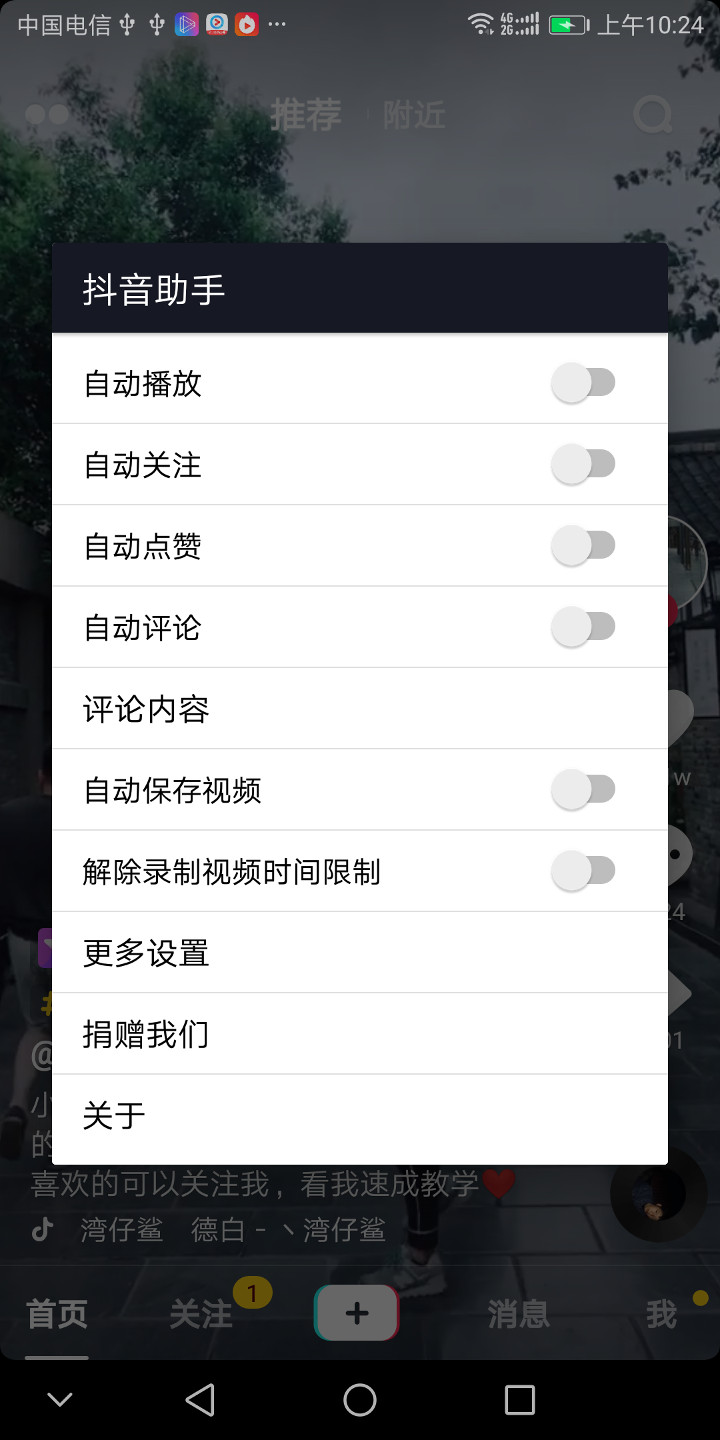 中国电信 4G 2G 上午10:24
推荐 附近
抖音助手
自动播放
自动关注
自动点赞
自动评论
评论内容
自动保存视频
解除录制视频时间限制
更多设置
捐赠我们
关于
w
24
01
#
@
小
的
喜欢的可以关注我，看我速成教学
湾仔鲨 德白 - 丶湾仔鲨
首页 关注 1 消息 我